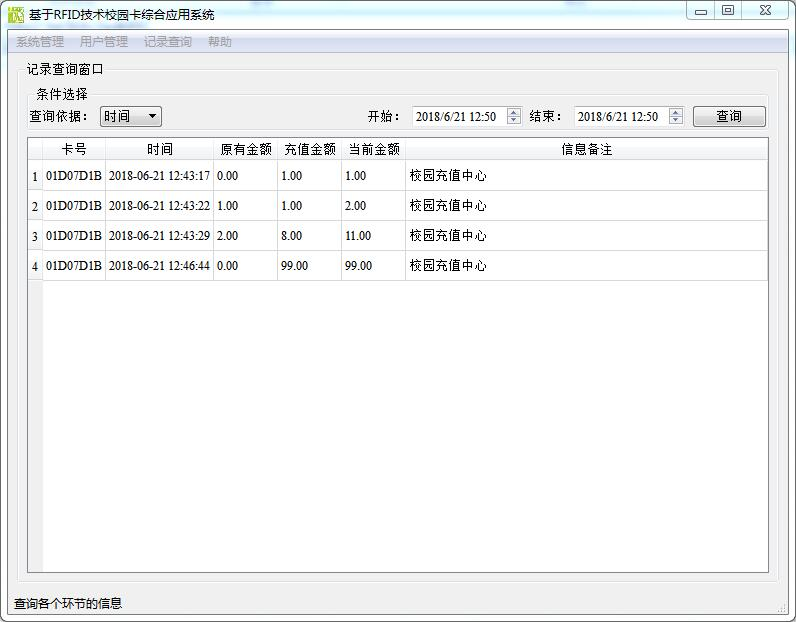 基于RFID技术校园卡综合应用系统
系统管理 用户管理 记录查询 帮助
记录查询窗口
条件选择
查询依据： 时间 开始： 2018/6/21 12:50 结束： 2018/6/21 12:50 查询
卡号 时间 原有金额 充值金额 当前金额 信息备注
1 01D07D1B 2018-06-21 12:43:17 0.00 1.00 1.00 校园充值中心
2 01D07D1B 2018-06-21 12:43:22 1.00 1.00 2.00 校园充值中心
3 01D07D1B 2018-06-21 12:43:29 2.00 8.00 11.00 校园充值中心
4 01D07D1B 2018-06-21 12:46:44 0.00 99.00 99.00 校园充值中心
查询各个环节的信息